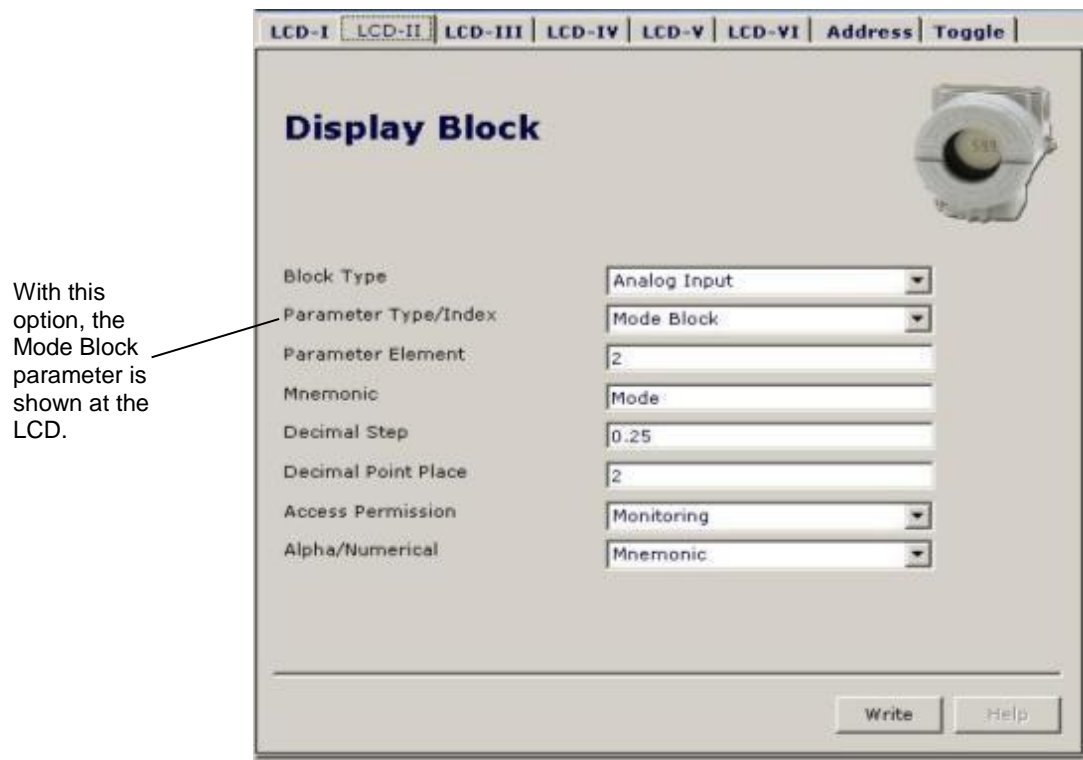 LCD-I LCD-II LCD-III LCD-IV LCD-V LCD-VI Address Toggle
Display Block
With this
option, the
Mode Block
parameter is
shown at the
LCD.
Block Type Analog Input
Parameter Type/Index Mode Block
Parameter Element 2
Mnemonic Mode
Decimal Step 0.25
Decimal Point Place 2
Access Permission Monitoring
Alpha/Numerical Mnemonic
Write Help